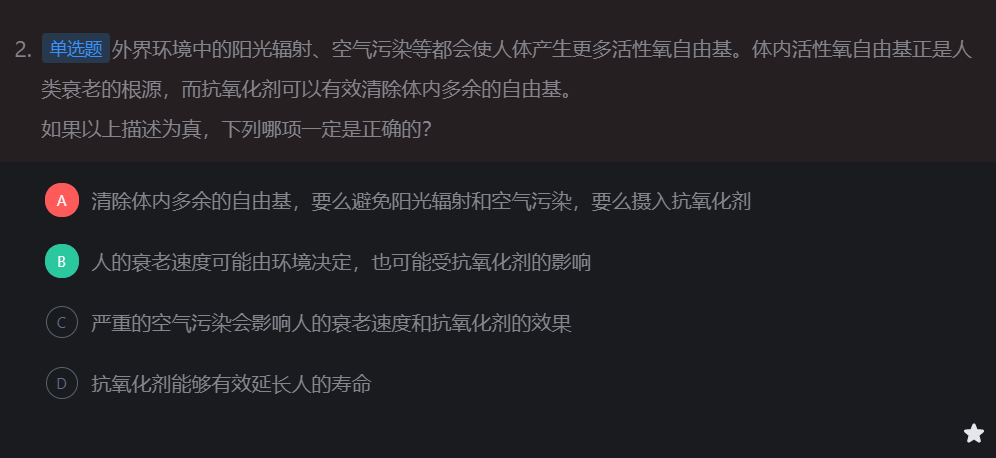 2. 单选题 外界环境中的阳光辐射、空气污染等都会使人体产生更多活性氧自由基。体内活性氧自由基正是人
类衰老的根源，而抗氧化剂可以有效清除体内多余的自由基。
如果以上描述为真，下列哪项一定是正确的？
A 清除体内多余的自由基，要么避免阳光辐射和空气污染，要么摄入抗氧化剂
B 人的衰老速度可能由环境决定，也可能受抗氧化剂的影响
C 严重的空气污染会影响人的衰老速度和抗氧化剂的效果
D 抗氧化剂能够有效延长人的寿命